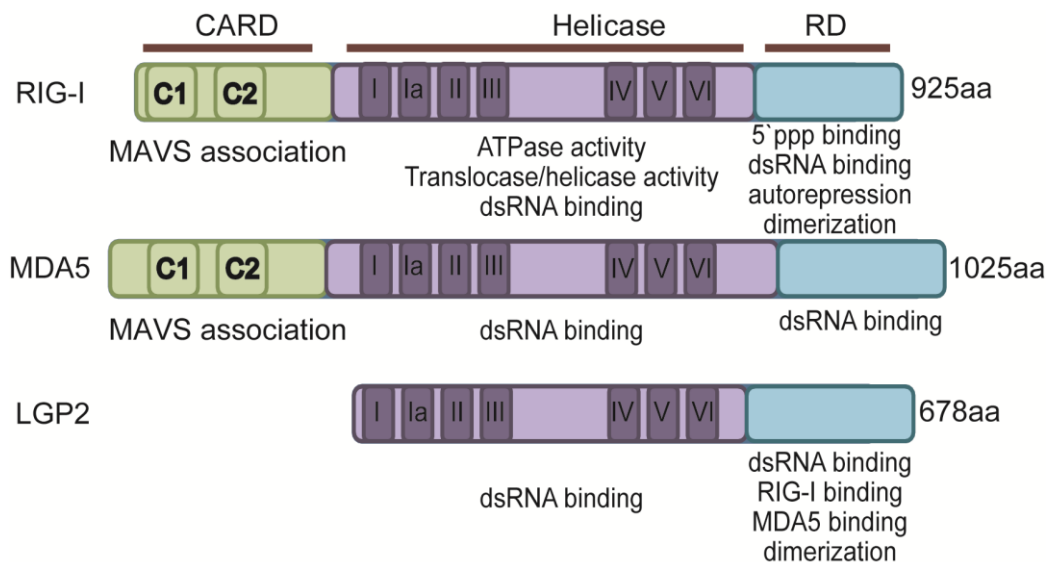 CARD Helicase RD
RIG-I C1 C2 I Ia II III IV V VI 925aa
MAVS association
ATPase activity
Translocase/helicase activity
dsRNA binding
5`ppp binding
dsRNA binding
autorepression
dimerization
MDA5 C1 C2 I Ia II III IV V VI 1025aa
MAVS association dsRNA binding dsRNA binding
LGP2 I Ia II III IV V VI 678aa
dsRNA binding
dsRNA binding
RIG-I binding
MDA5 binding
dimerization